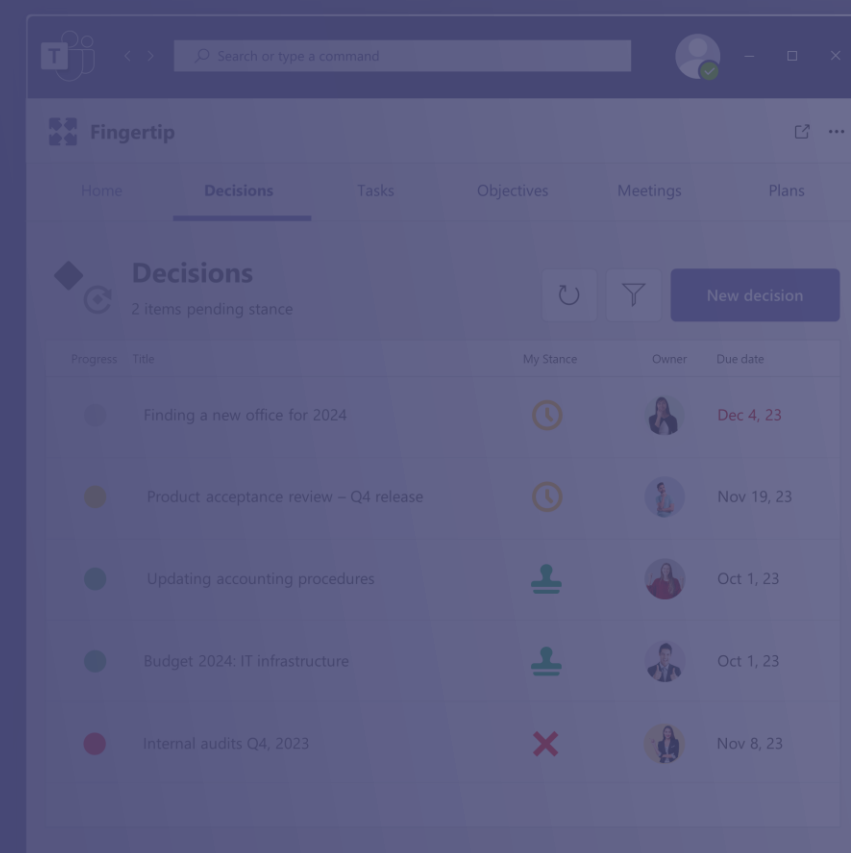 T
Search or type a command
Fingertip
Home Decisions Tasks Objectives Meetings Plans
Decisions
2 items pending stance
New decision
Progress Title My Stance Owner Due date
Finding a new office for 2024 Dec 4, 23
Product acceptance review – Q4 release Nov 19, 23
Updating accounting procedures Oct 1, 23
Budget 2024: IT infrastructure Oct 1, 23
Internal audits Q4, 2023 Nov 8, 23